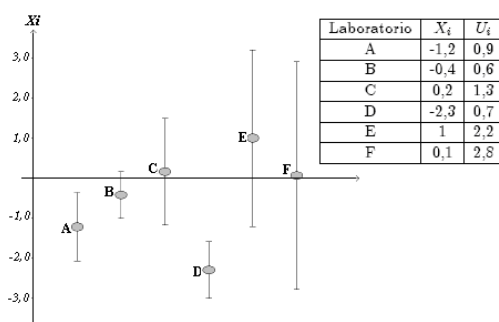 Xi
3,0
2,0
1,0
-1,0
-2,0
-3,0
A
B
C
D
E
F
Laboratorio Xi Ui
A -1,2 0,9
B -0,4 0,6
C 0,2 1,3
D -2,3 0,7
E 1 2,2
F 0,1 2,8